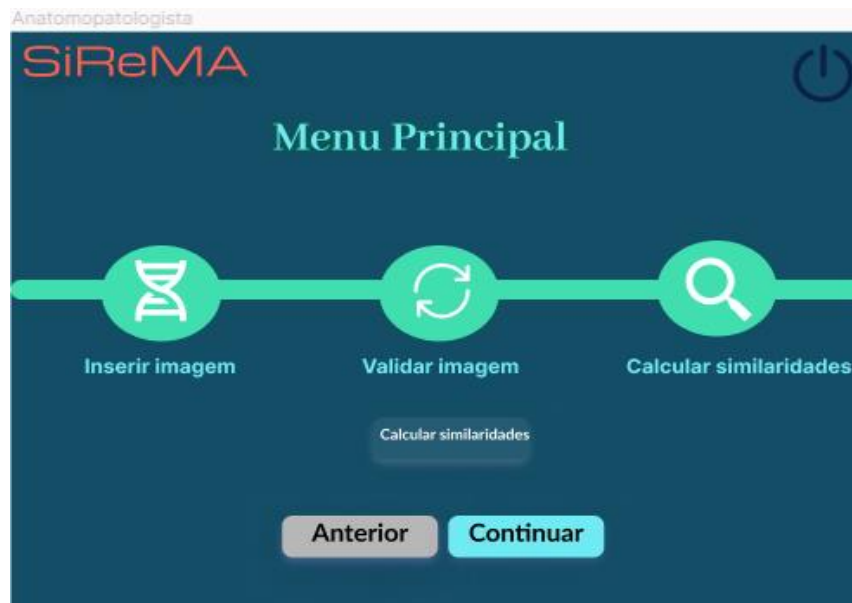 Anatomopatologista
SiReMA
Menu Principal
Inserir imagem
Validar imagem
Calcular similaridades
Calcular similaridades
Anterior
Continuar